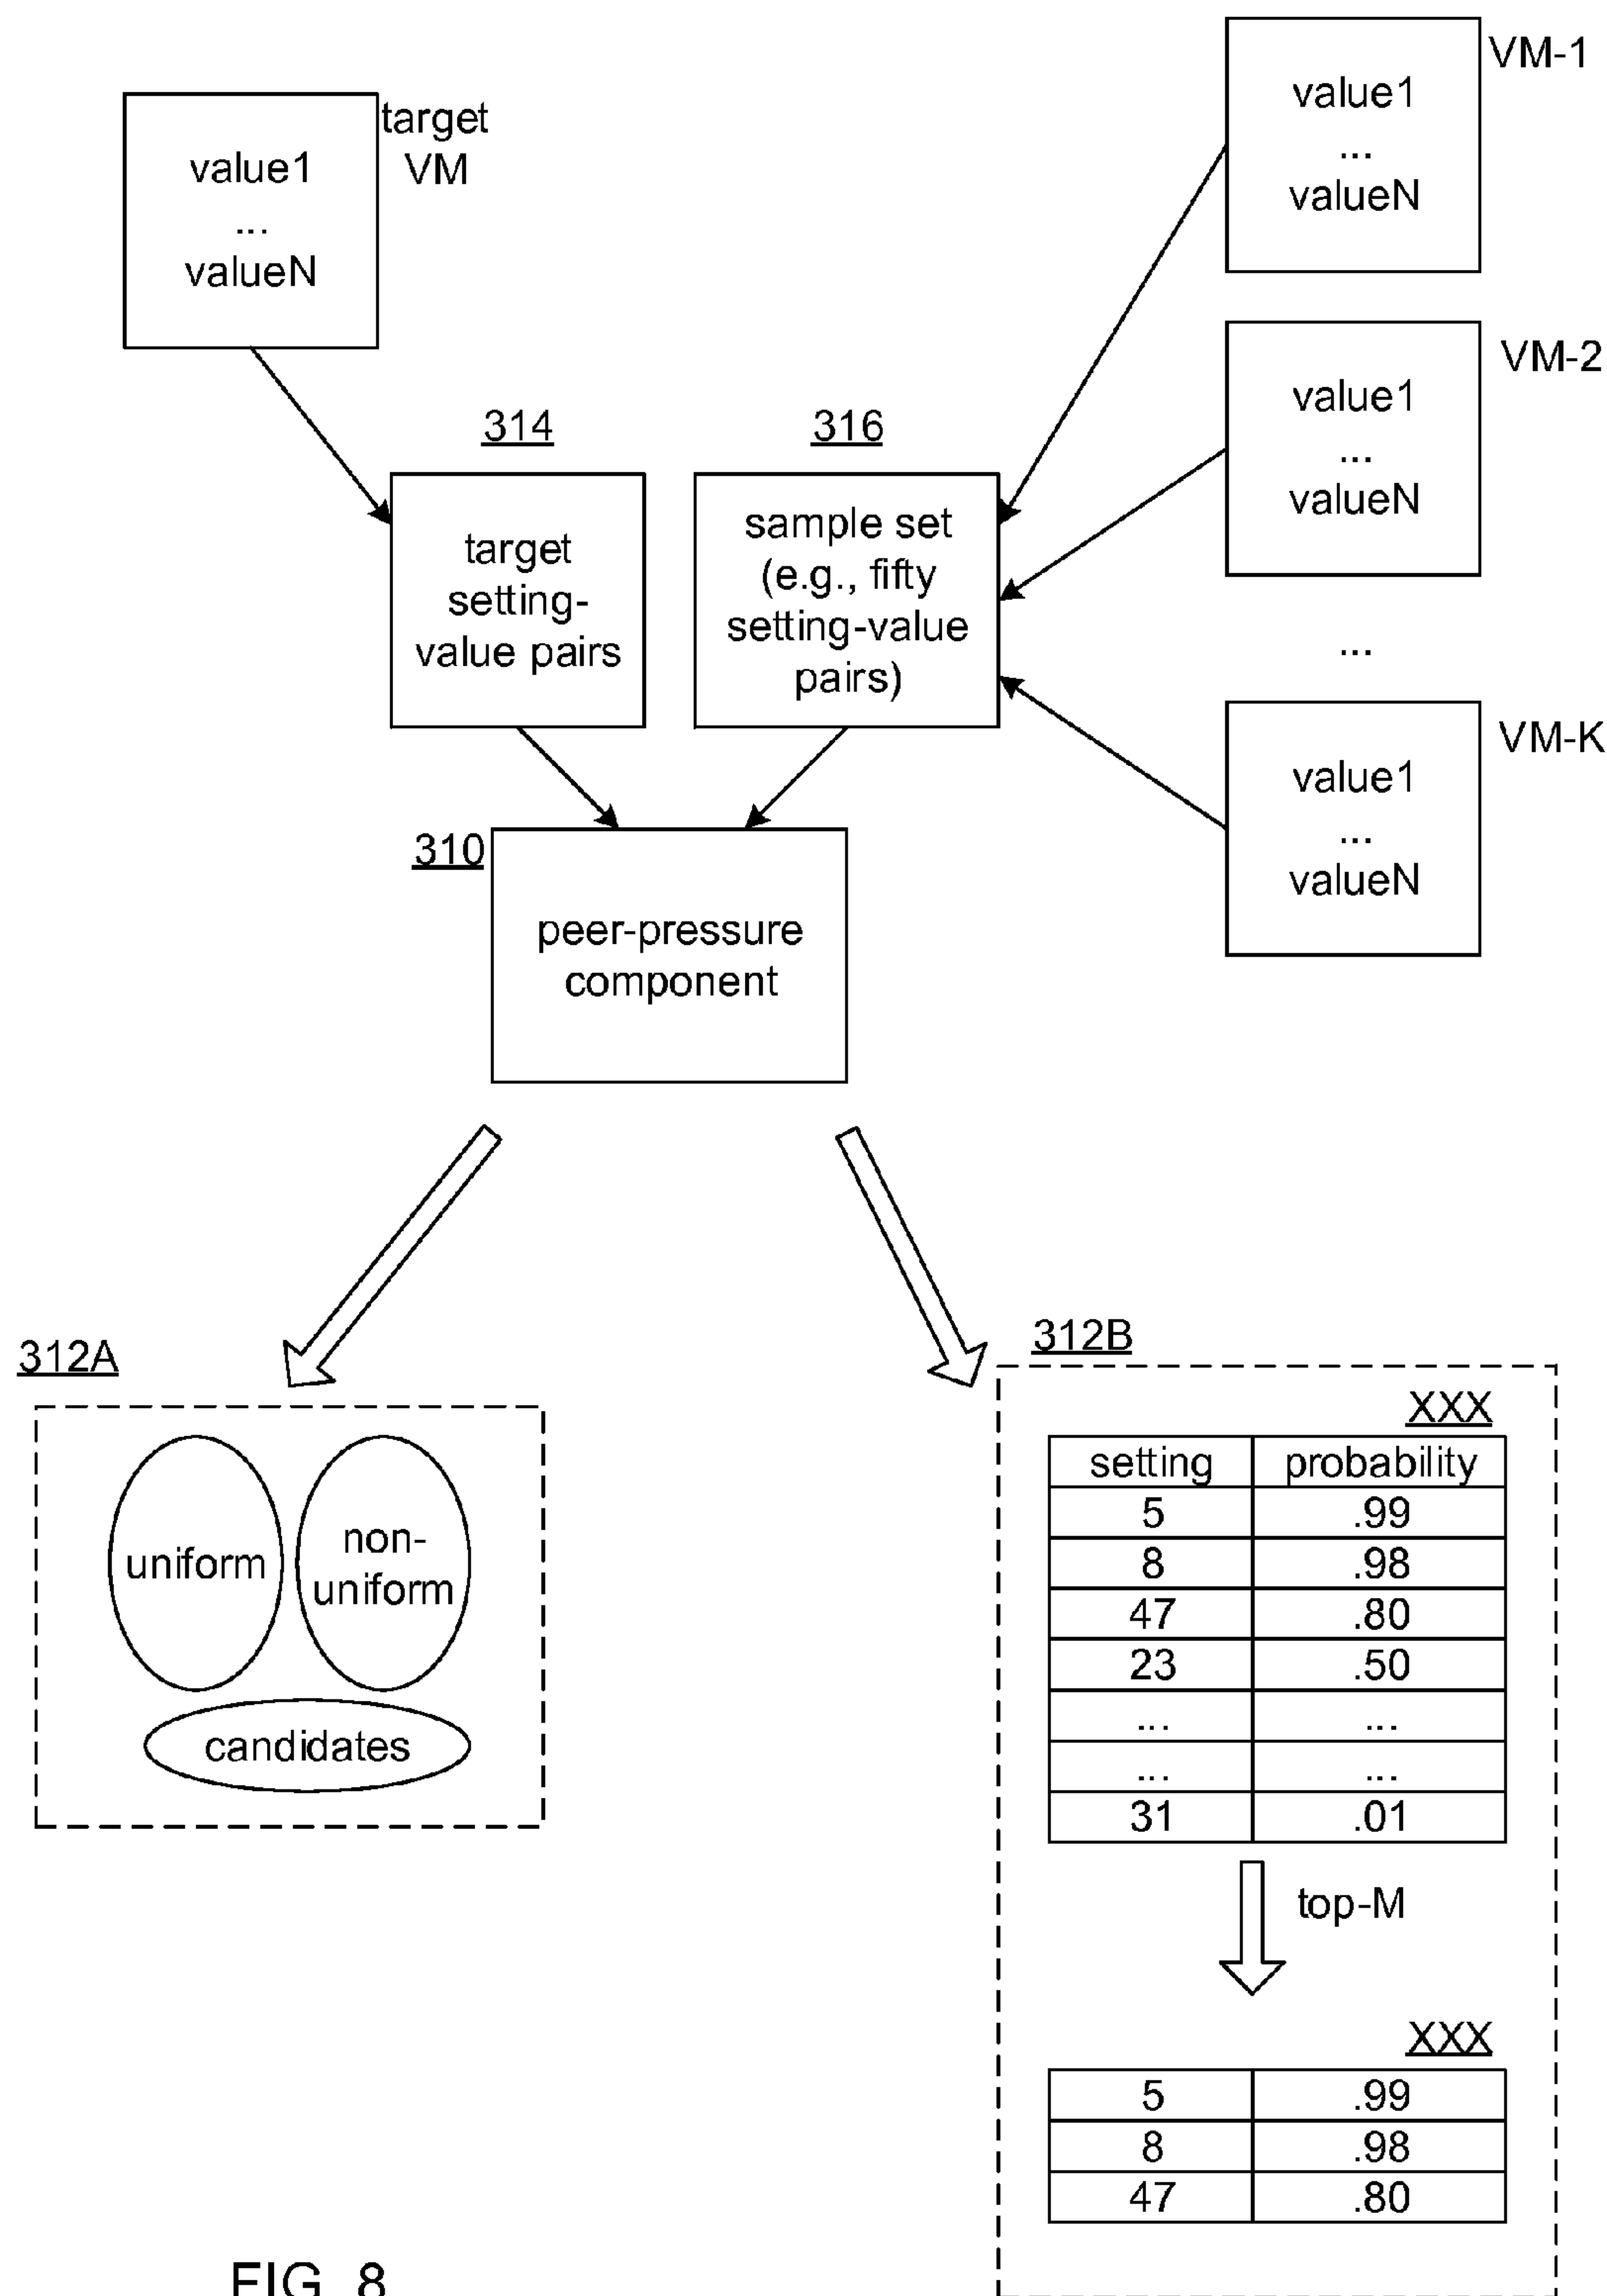 VM-1
value1
...
valueN
target
VM
value1
...
valueN
VM-2
value1
...
valueN
314
316
target
setting-
value pairs
sample set
(e.g., fifty
setting-value
pairs)
...
VM-K
value1
...
valueN
310
peer-pressure
component
312A
uniform
non-
uniform
candidates
312B
XXX
setting probability
5 .99
8 .98
47 .80
23 .50
... ...
... ...
31 .01
top-M
XXX
5 .99
8 .98
47 .80
FIG. 8